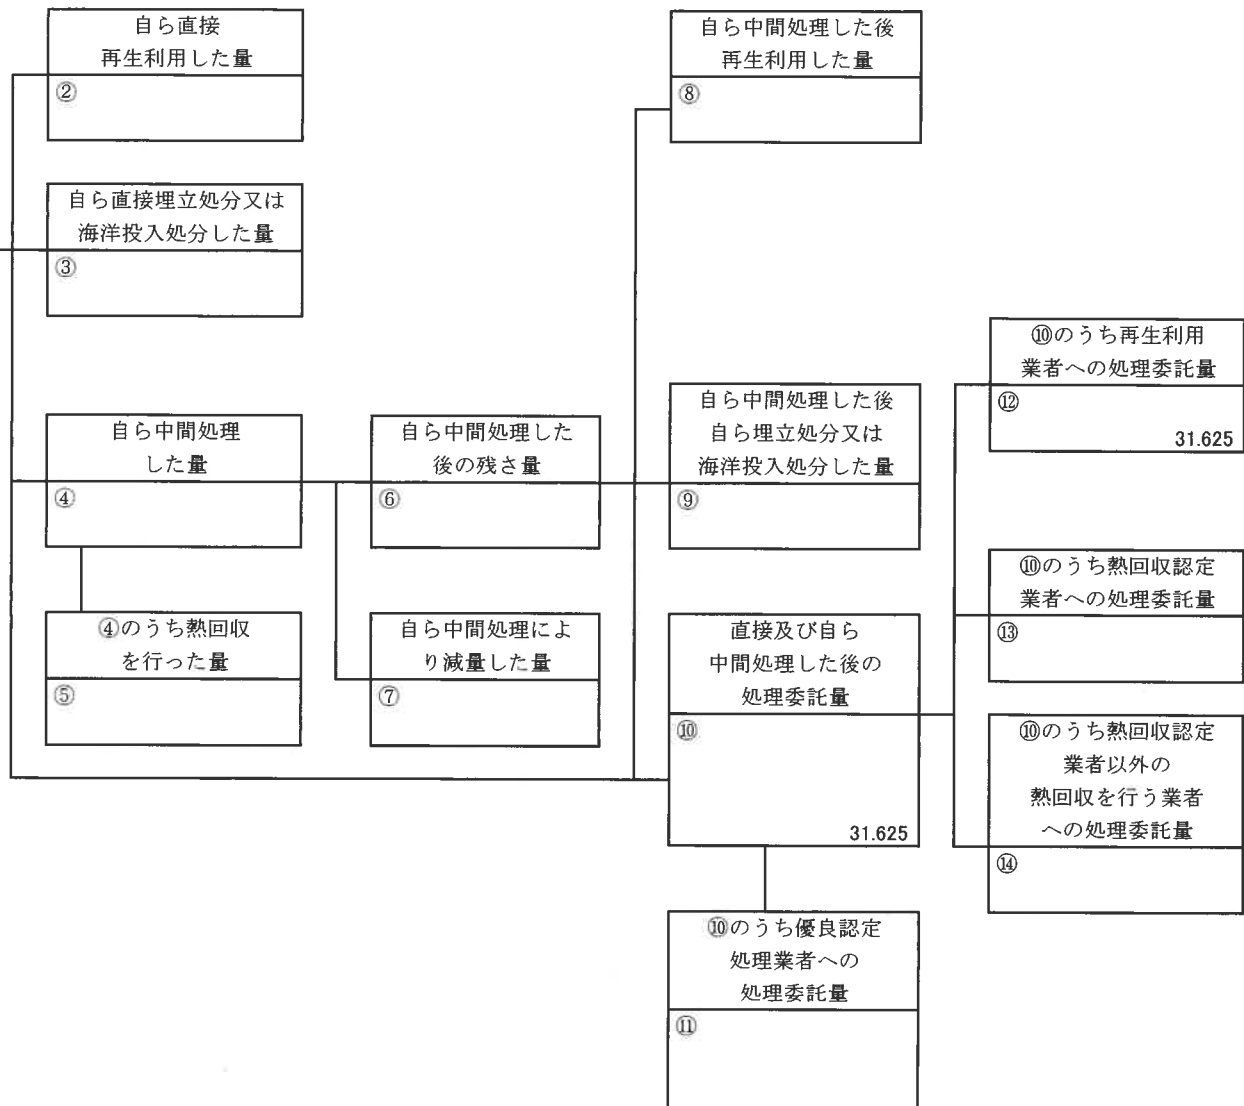 自ら直接
再生利用した量
②
自ら中間処理した後
再生利用した量
⑧
自ら直接埋立処分又は
海洋投入処分した量
③
⑩のうち再生利用
業者への処理委託量
⑫
31.625
自ら中間処理
した量
④
自ら中間処理した
後の残さ量
⑥
自ら中間処理した後
自ら埋立処分又は
海洋投入処分した量
⑨
⑩のうち熱回収認定
業者への処理委託量
⑬
④のうち熱回収
を行った量
⑤
自ら中間処理によ
り減量した量
⑦
直接及び自ら
中間処理した後の
処理委託量
⑩
31.625
⑩のうち熱回収認定
業者以外の
熱回収を行う業者
への処理委託量
⑭
⑩のうち優良認定
処理業者への
処理委託量
⑪